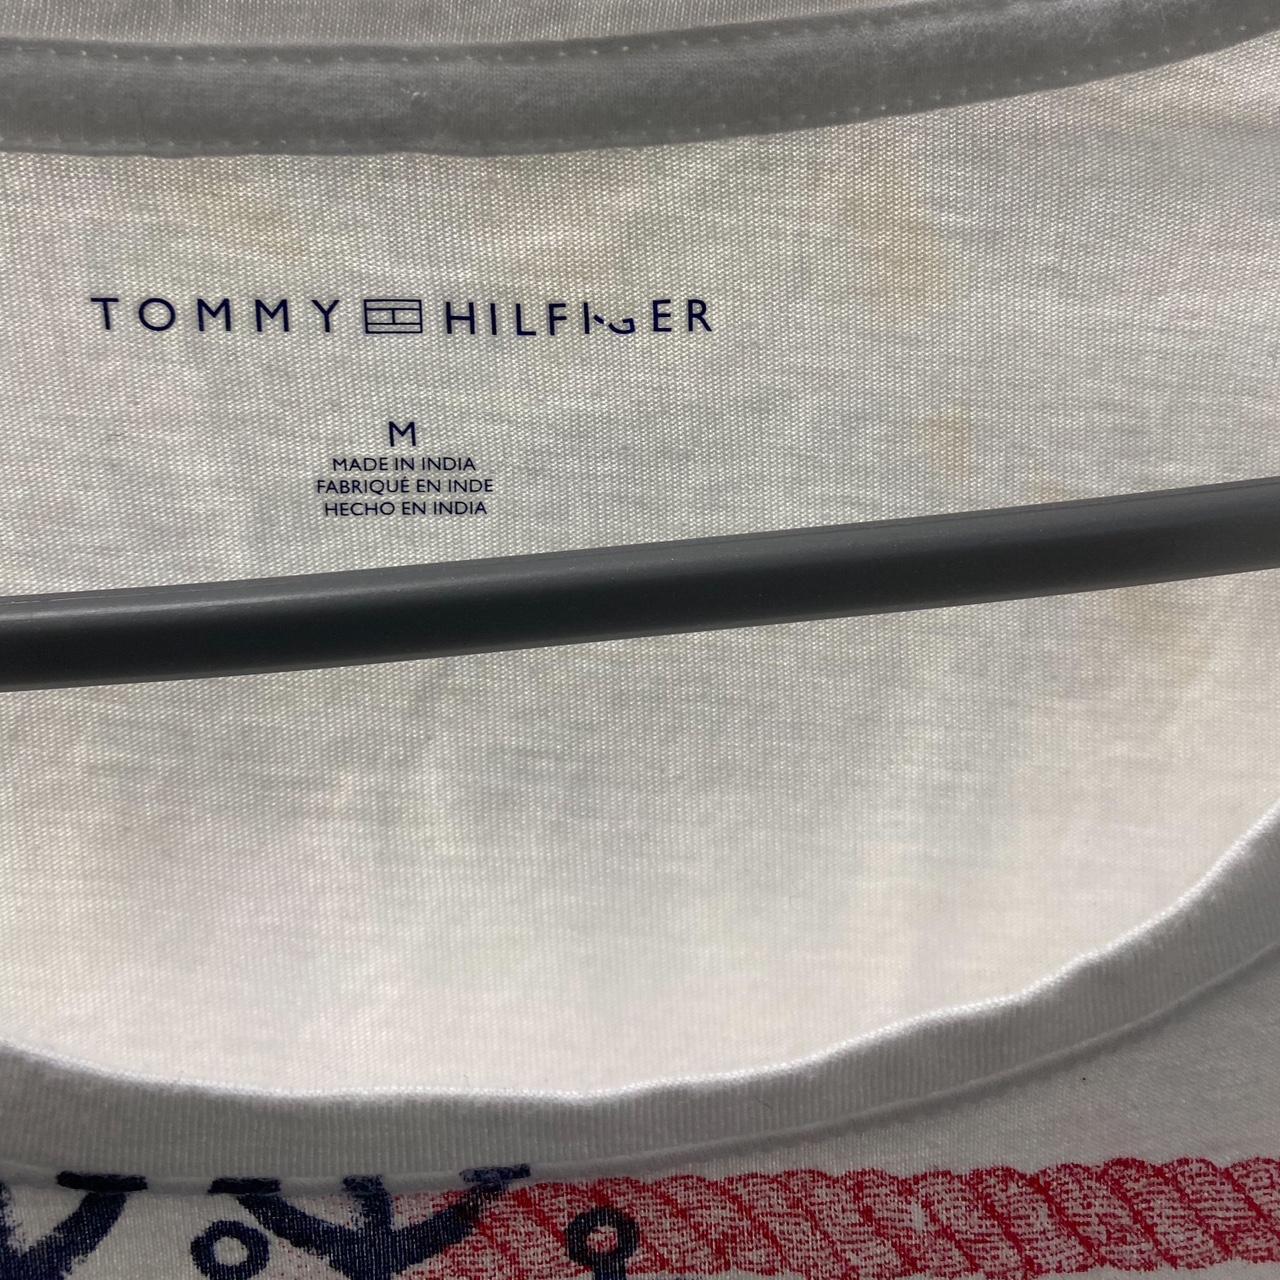 TOMMY HILFIGER
M
MADE IN INDIA
FABRIQUÉ EN INDE
HECHO EN INDIA